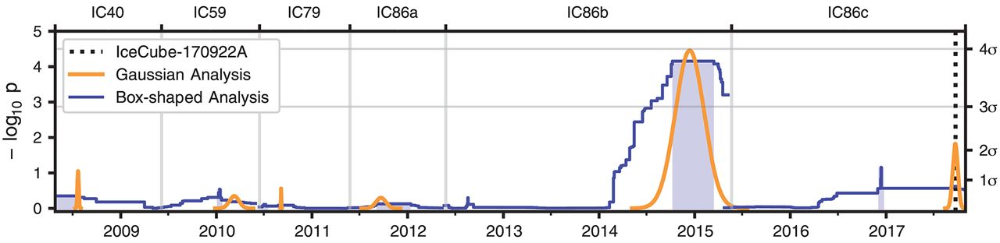 IC40 IC59 IC79 IC86a IC86b IC86c
IceCube-170922A
Gaussian Analysis
Box-shaped Analysis
− log10 p
5
4
3
2
1
0
4σ
3σ
2σ
1σ
2009 2010 2011 2012 2013 2014 2015 2016 2017